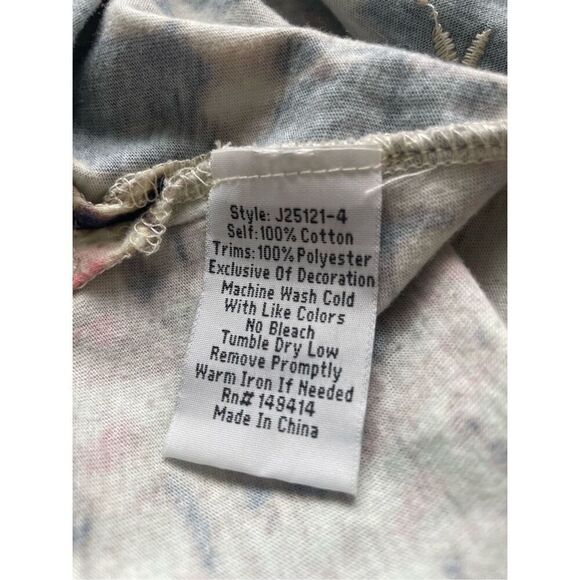 Style: J25121-4
Self:100% Cotton
Trims:100% Polyester
Exclusive Of Decoration
Machine Wash Cold
With Like Colors
No Bleach
Tumble Dry Low
Remove Promptly
Warm Iron If Needed
Rn# 149414
Made In China